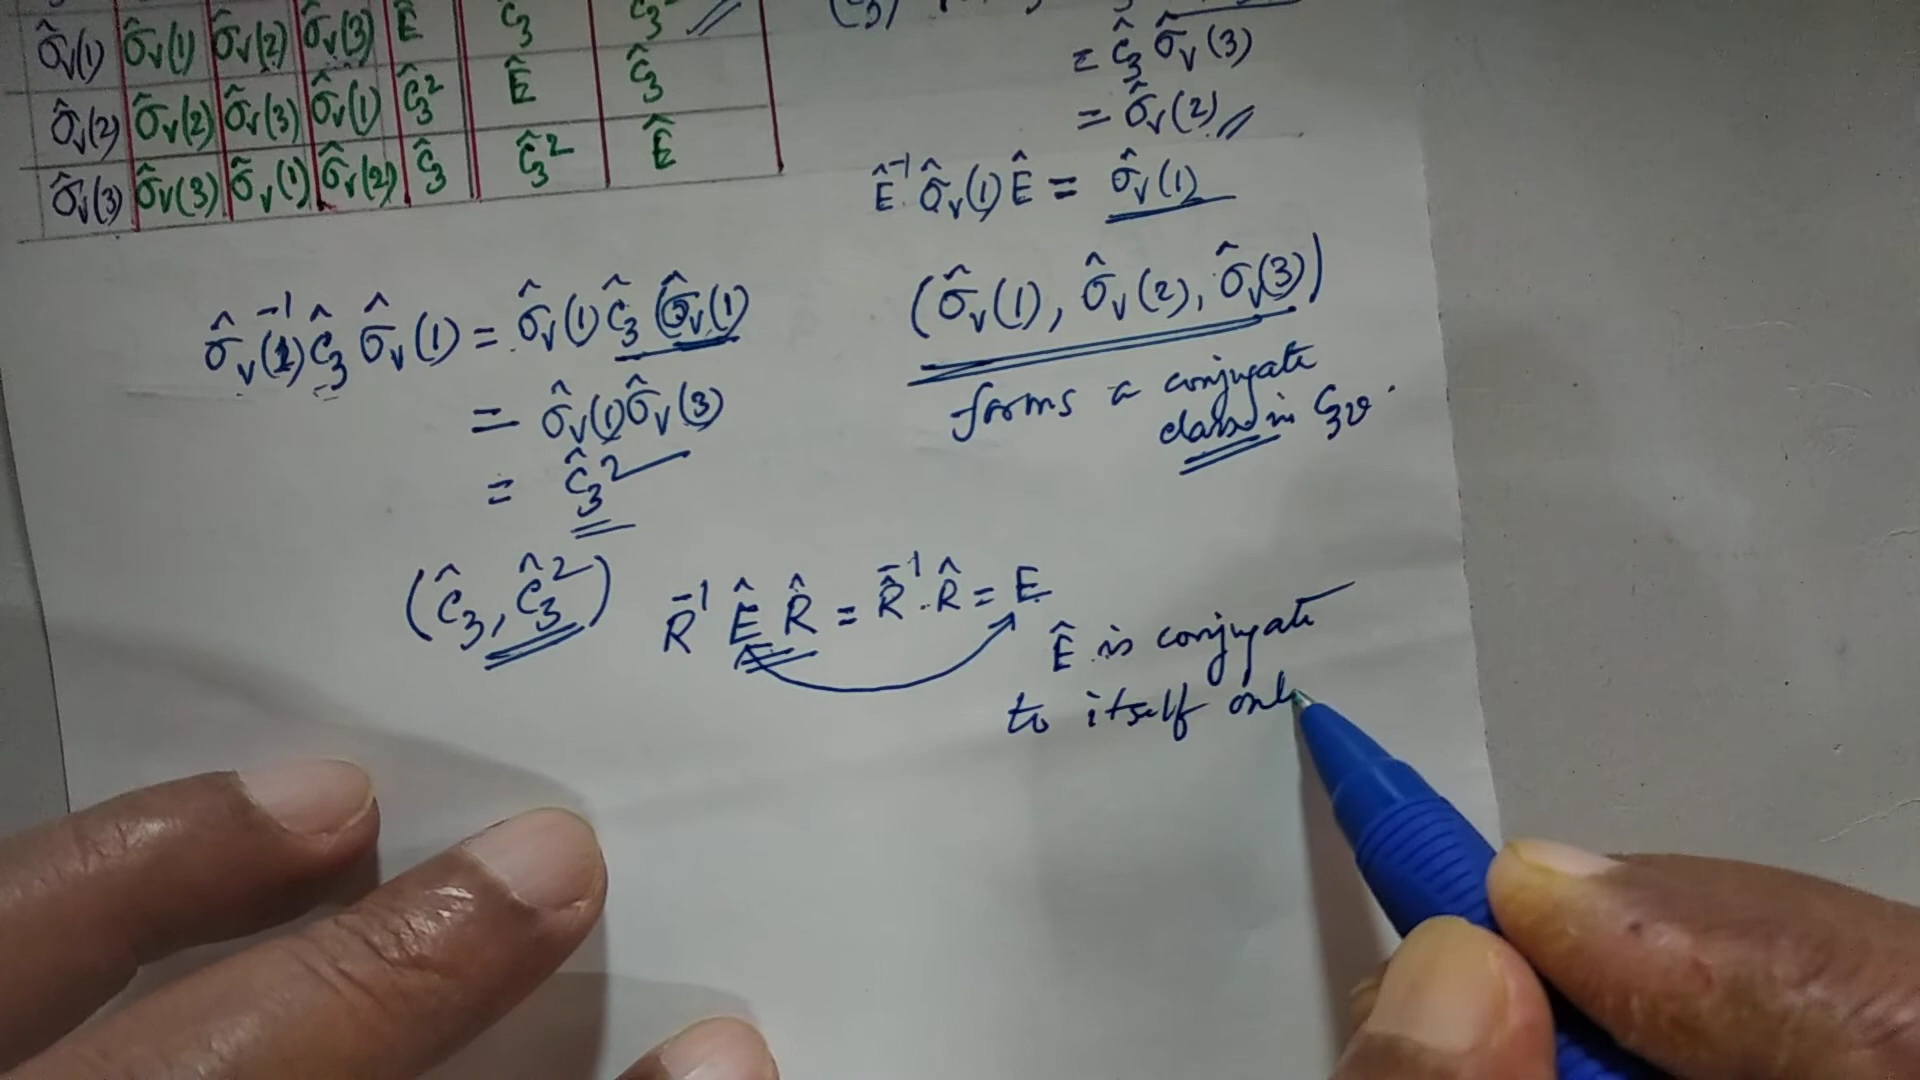 σ̂ᵥ(1) σ̂ᵥ(1) σ̂ᵥ(2) σ̂ᵥ(3) Ê Ĉ₃ Ĉ₃²
σ̂ᵥ(2) σ̂ᵥ(2) σ̂ᵥ(3) σ̂ᵥ(1) Ĉ₃² Ê Ĉ₃
σ̂ᵥ(3) σ̂ᵥ(3) σ̂ᵥ(1) σ̂ᵥ(2) Ĉ₃ Ĉ₃² Ê
= Ĉ₃ σ̂ᵥ(3)
= σ̂ᵥ(2)
Ê⁻¹ σ̂ᵥ(1) Ê = σ̂ᵥ(1)
(σ̂ᵥ(1), σ̂ᵥ(2), σ̂ᵥ(3))
forms a conjugate
class in C₃ᵥ.
σ̂ᵥ⁻¹(1) Ĉ₃ σ̂ᵥ(1) = σ̂ᵥ(1) Ĉ₃ σ̂ᵥ(1)
= σ̂ᵥ(1) σ̂ᵥ(3)
= Ĉ₃²
(Ĉ₃, Ĉ₃²)
R⁻¹ Ê R̂ = R̂⁻¹ . R̂ = E
Ê is conjugate
to itself onl